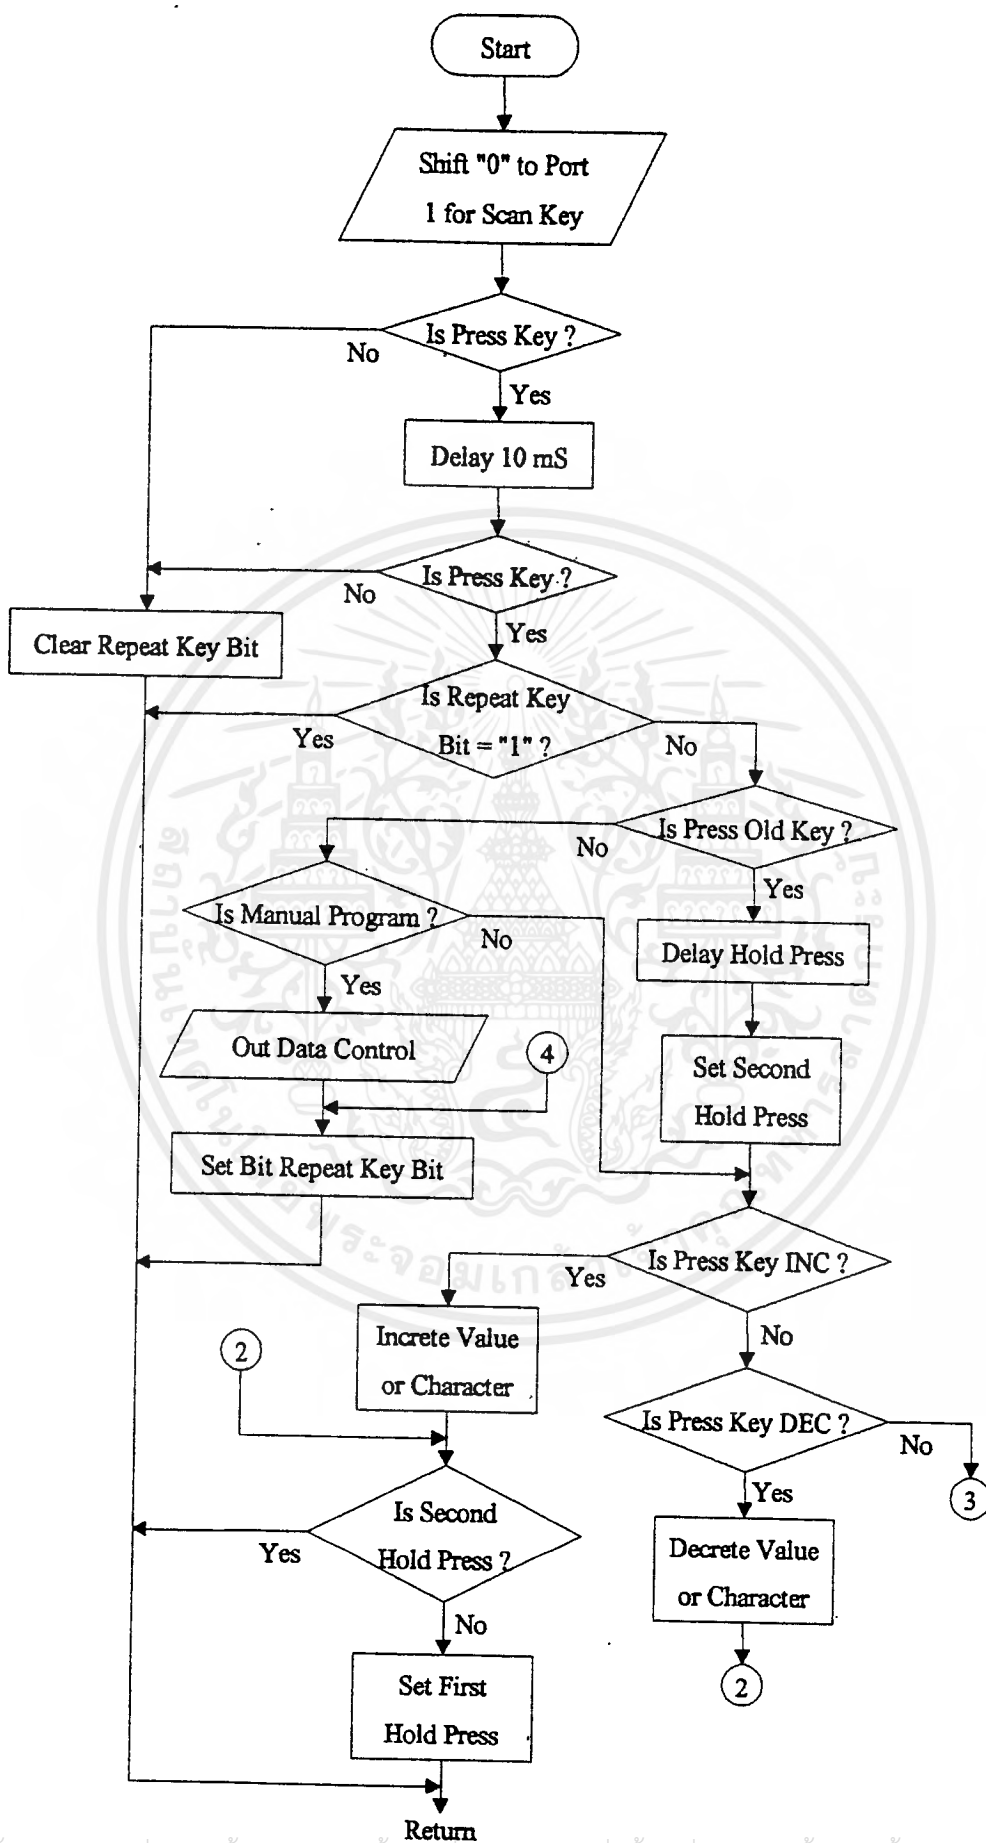 Start
Shift "0" to Port
1 for Scan Key
Is Press Key ?
No
Yes
Delay 10 mS
Is Press Key ?
No
Yes
Clear Repeat Key Bit
Is Repeat Key
Bit = "1" ?
Yes
No
Is Press Old Key ?
No
Yes
Is Manual Program ?
No
Yes
Delay Hold Press
Out Data Control
4
Set Second
Hold Press
Set Bit Repeat Key Bit
Is Press Key INC ?
Yes
No
Increte Value
or Character
2
Is Press Key DEC ?
No
Yes
3
Is Second
Hold Press ?
Yes
No
Decrete Value
or Character
2
Set First
Hold Press
Return